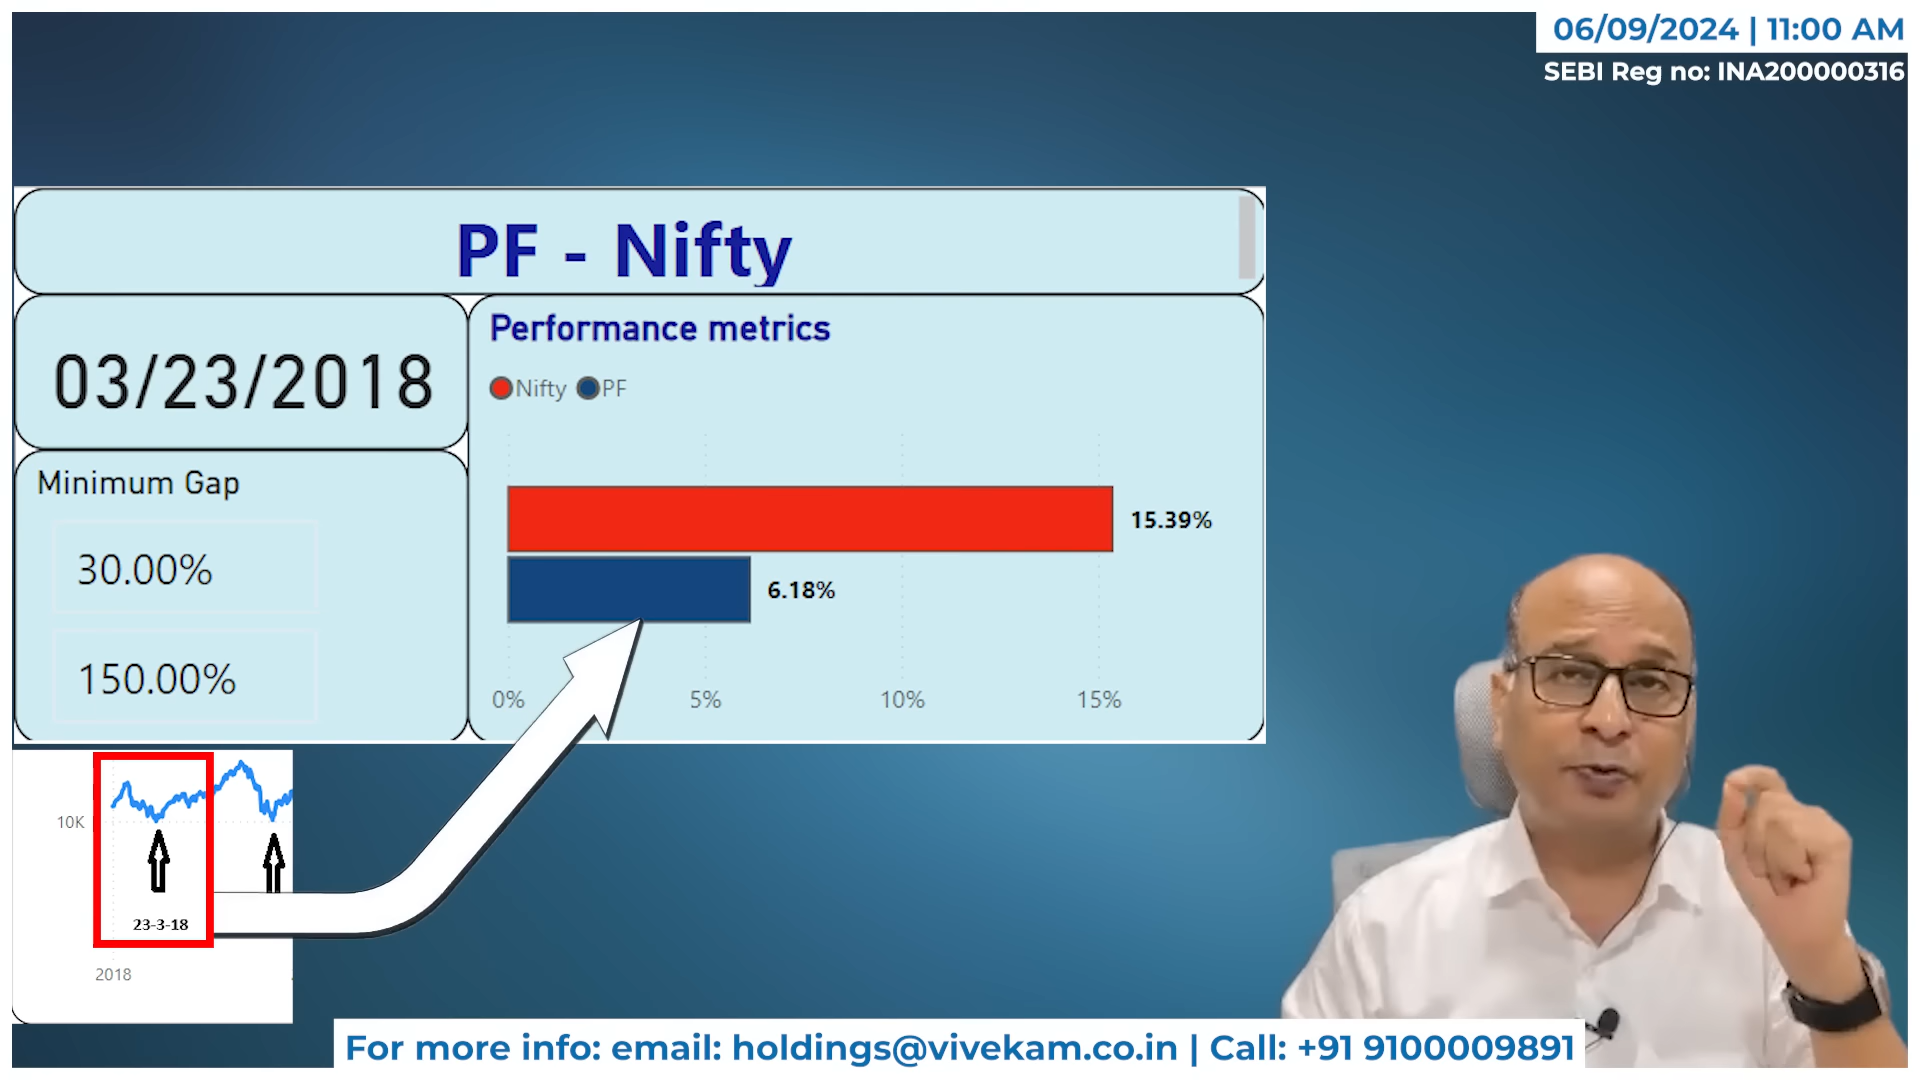 06/09/2024 | 11:00 AM
SEBI Reg no: INA200000316
PF - Nifty
03/23/2018
Performance metrics
Nifty PF
Minimum Gap
30.00%
150.00%
15.39%
6.18%
0% 5% 10% 15%
10K
23-3-18
2018
For more info: email: holdings@vivekam.co.in | Call: +91 9100009891